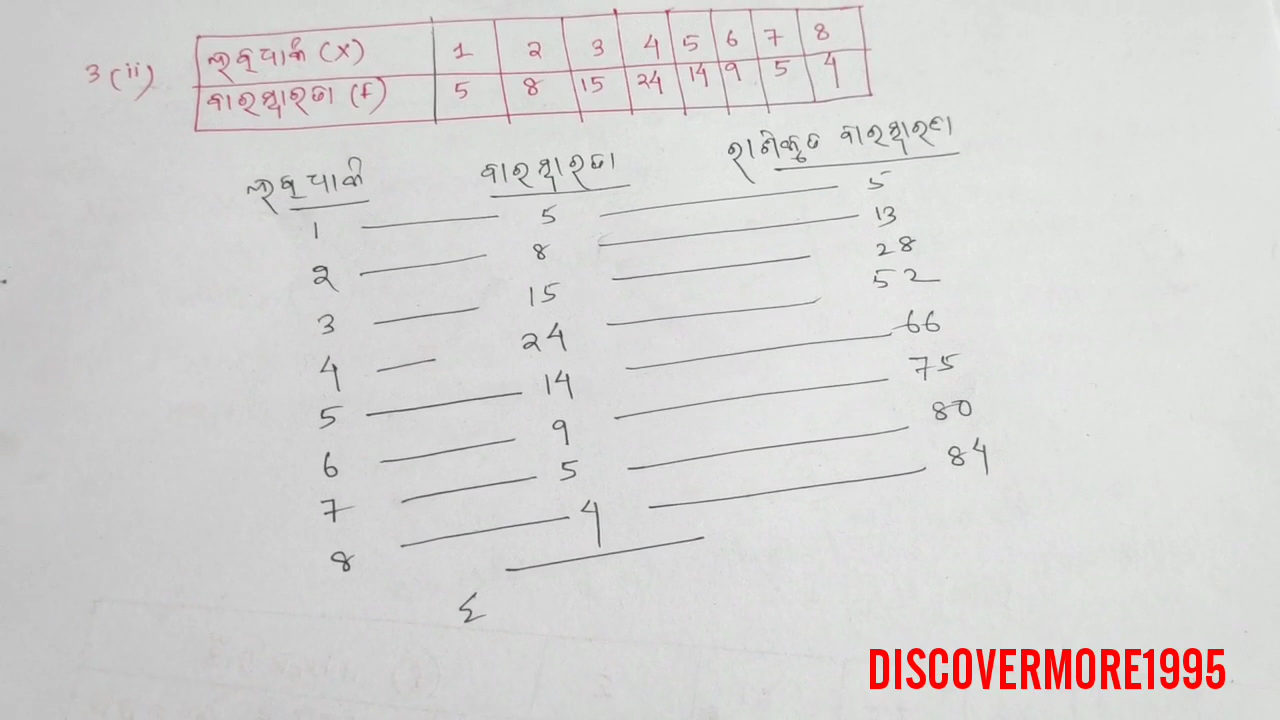 3 (ii) ଲବ୍ଧାଙ୍କ (x) 1 2 3 4 5 6 7 8
ବାରମ୍ବାରତା (f) 5 8 15 24 14 9 5 4
ଲବ୍ଧାଙ୍କ ବାରମ୍ବାରତା ରାଶିକୃତ ବାରମ୍ବାରତା
1 5 5
2 8 13
3 15 28
4 24 52
5 14 66
6 9 75
7 5 80
8 4 84
Σ
DISCOVERMORE1995